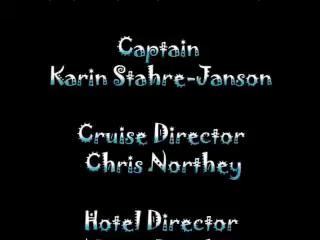 Captain
Karin Stahre-Janson
Cruise Director
Chris Northey
Hotel Director